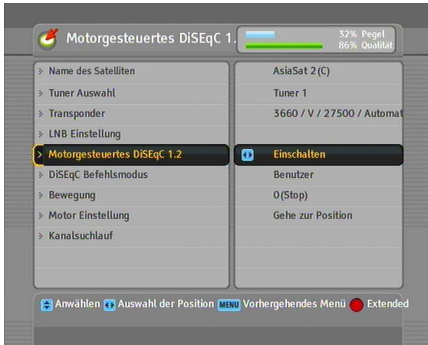 Motorgesteuertes DiSEqC 1.
32% Pegel
86% Qualität
Name des Satelliten AsiaSat 2(C)
Tuner Auswahl Tuner 1
Transponder 3660 / V / 27500 / Automat
LNB Einstellung
Motorgesteuertes DiSEqC 1.2 Einschalten
DiSEqC Befehlsmodus Benutzer
Bewegung 0(Stop)
Motor Einstellung Gehe zur Position
Kanalsuchlauf
Anwählen Auswahl der Position MENU Vorhergehendes Menü Extended